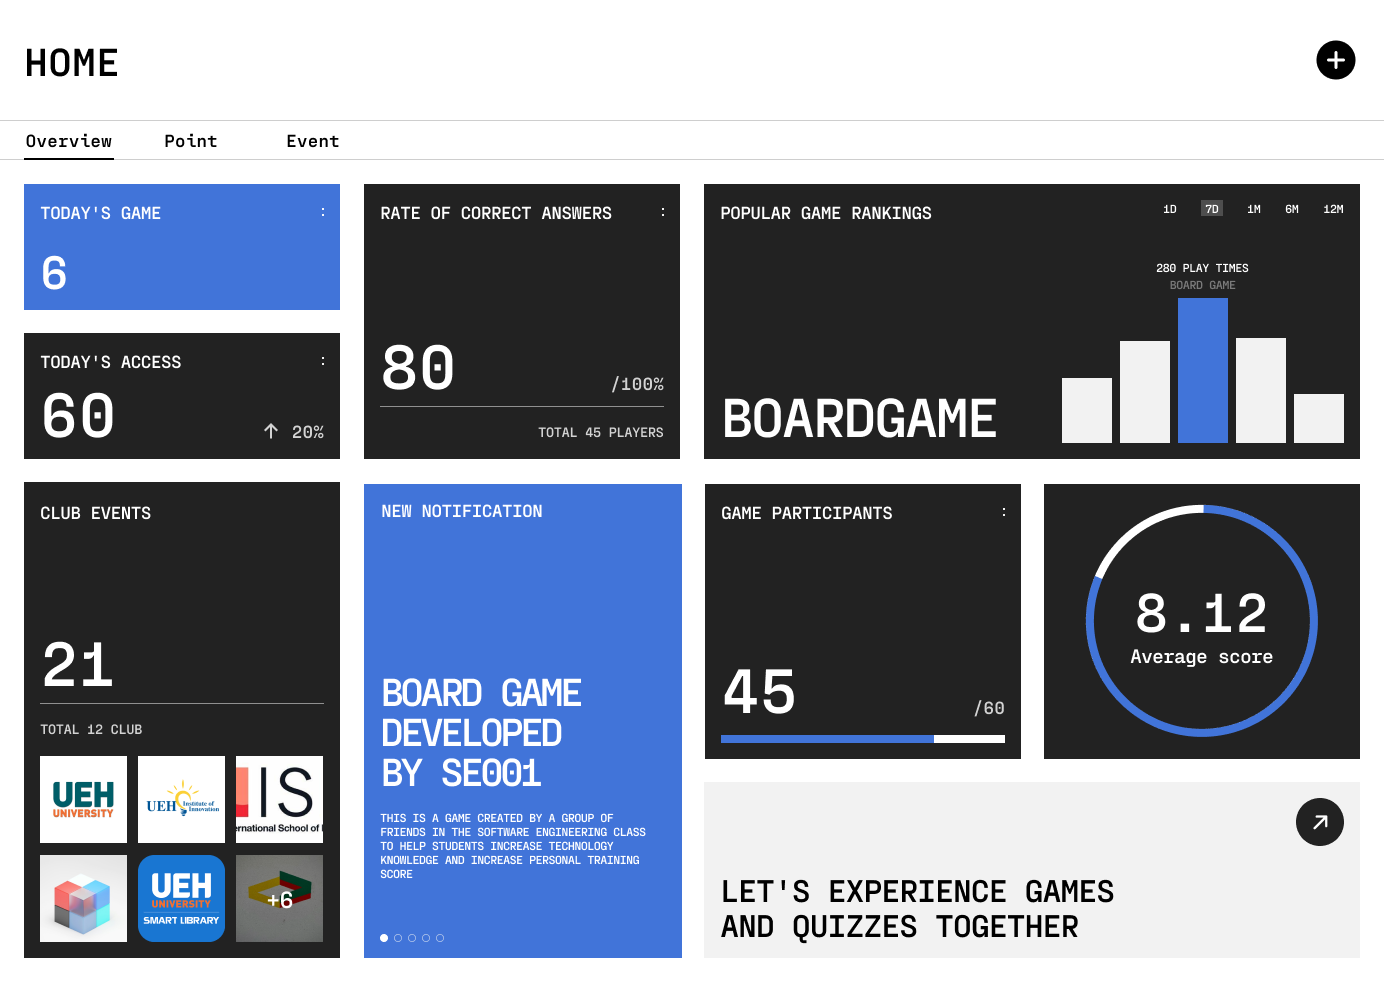 HOME
Overview
Point
Event
TODAY'S GAME
6
TODAY'S ACCESS
60
20%
RATE OF CORRECT ANSWERS
80
/100%
TOTAL 45 PLAYERS
POPULAR GAME RANKINGS
1D
7D
1M
6M
12M
280 PLAY TIMES
BOARD GAME
BOARDGAME
CLUB EVENTS
21
TOTAL 12 CLUB
UEH
UNIVERSITY
UEH Institute of
Innovation
IS
ernational School of
UEH
UNIVERSITY
SMART LIBRARY
+6
NEW NOTIFICATION
BOARD GAME
DEVELOPED
BY SE001
THIS IS A GAME CREATED BY A GROUP OF
FRIENDS IN THE SOFTWARE ENGINEERING CLASS
TO HELP STUDENTS INCREASE TECHNOLOGY
KNOWLEDGE AND INCREASE PERSONAL TRAINING
SCORE
GAME PARTICIPANTS
45
/60
8.12
Average score
LET'S EXPERIENCE GAMES
AND QUIZZES TOGETHER